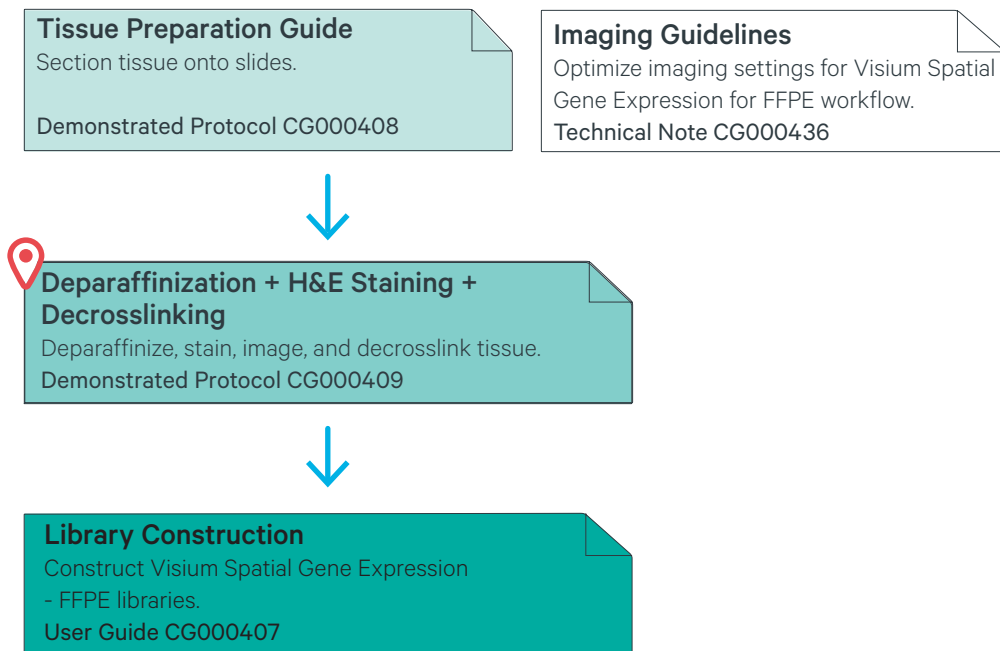 Tissue Preparation Guide
Section tissue onto slides.
Demonstrated Protocol CG000408
Imaging Guidelines
Optimize imaging settings for Visium Spatial
Gene Expression for FFPE workflow.
Technical Note CG000436
Deparaffinization + H&E Staining +
Decrosslinking
Deparaffinize, stain, image, and decrosslink tissue.
Demonstrated Protocol CG000409
Library Construction
Construct Visium Spatial Gene Expression
- FFPE libraries.
User Guide CG000407